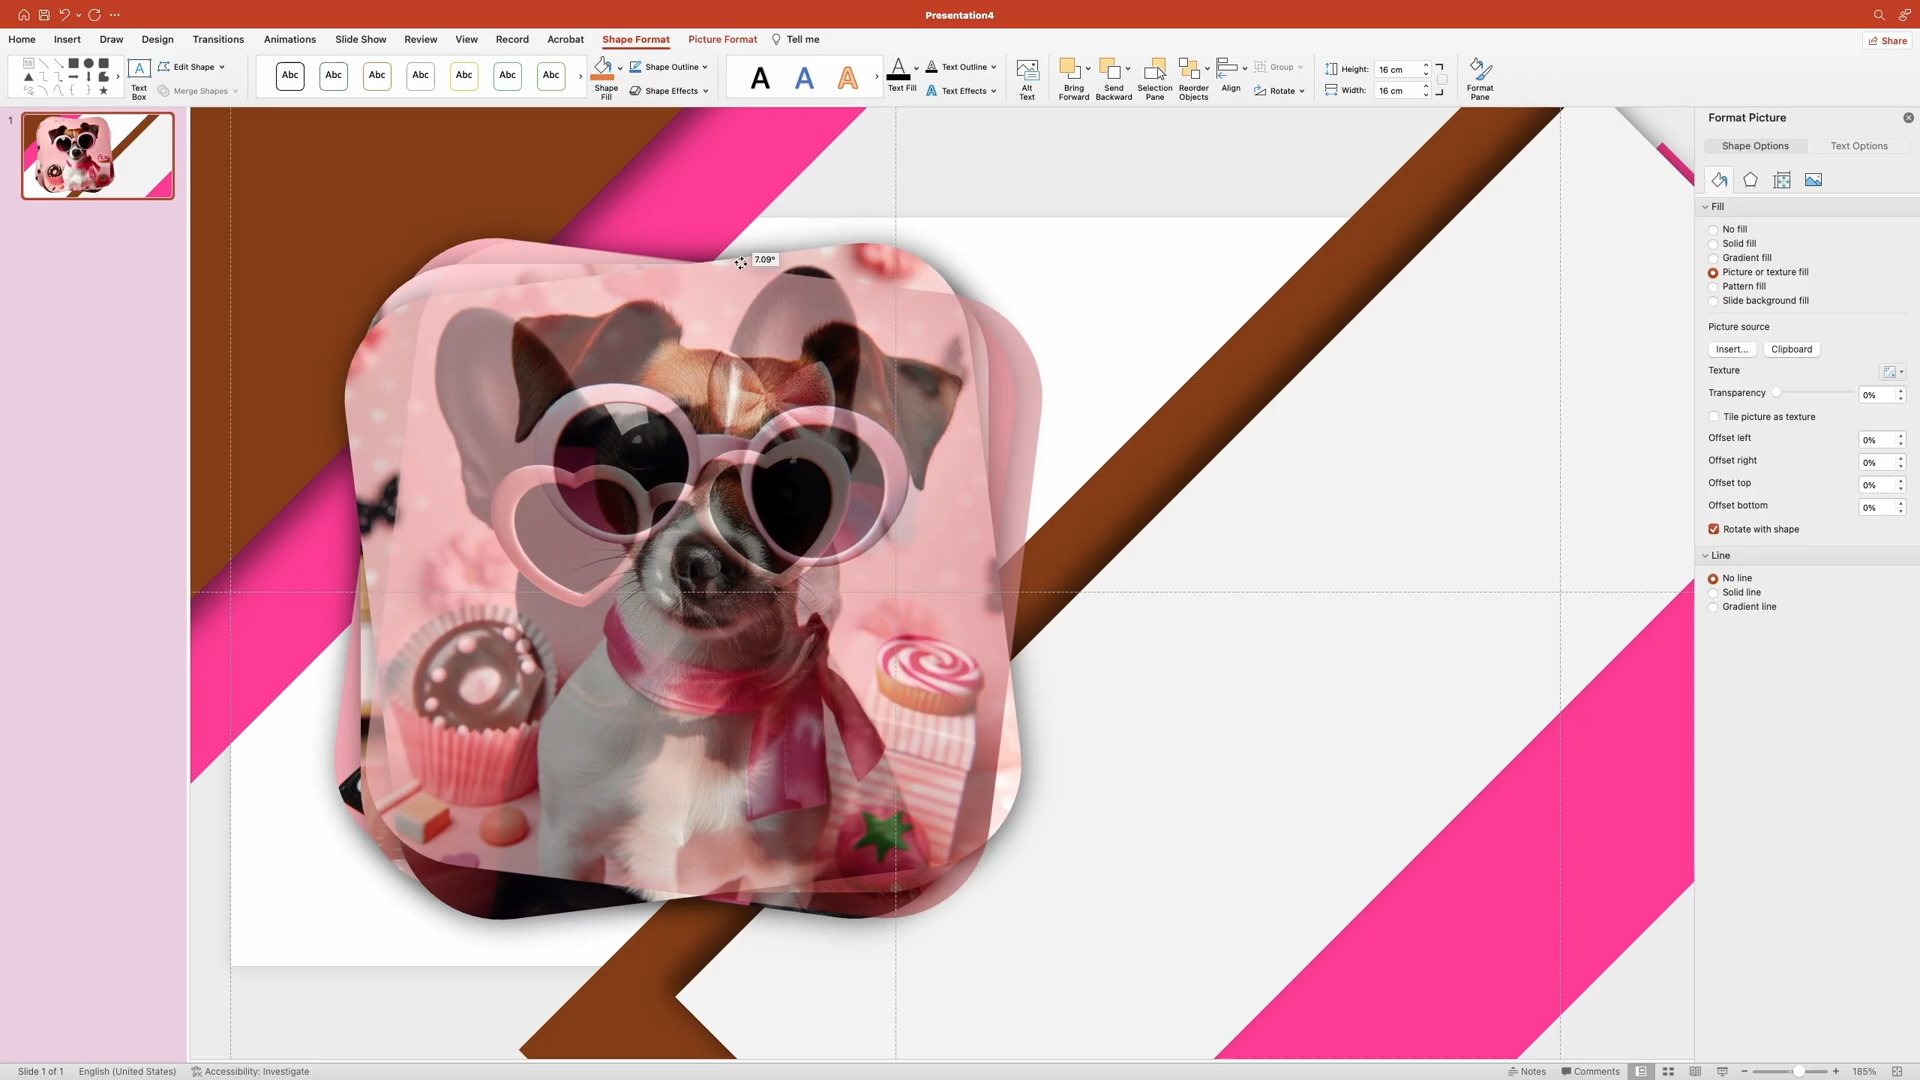 Presentation4
Home Insert Draw Design Transitions Animations Slide Show Review View Record Acrobat Shape Format Picture Format Tell me
Share
Text Box
Edit Shape
Merge Shapes
Abc Abc Abc Abc Abc Abc Abc
Shape Fill
Shape Outline
Shape Effects
A A A
Text Fill
Text Outline
Text Effects
Alt Text
Bring Forward
Send Backward
Selection Pane
Reorder Objects
Align
Group
Rotate
Height: 16 cm
Width: 16 cm
Format Pane
1
7.09°
Format Picture
Shape Options Text Options
Fill
No fill
Solid fill
Gradient fill
Picture or texture fill
Pattern fill
Slide background fill
Picture source
Insert... Clipboard
Texture
Transparency 0%
Tile picture as texture
Offset left 0%
Offset right 0%
Offset top 0%
Offset bottom 0%
Rotate with shape
Line
No line
Solid line
Gradient line
Slide 1 of 1 English (United States) Accessibility: Investigate Notes Comments 185%